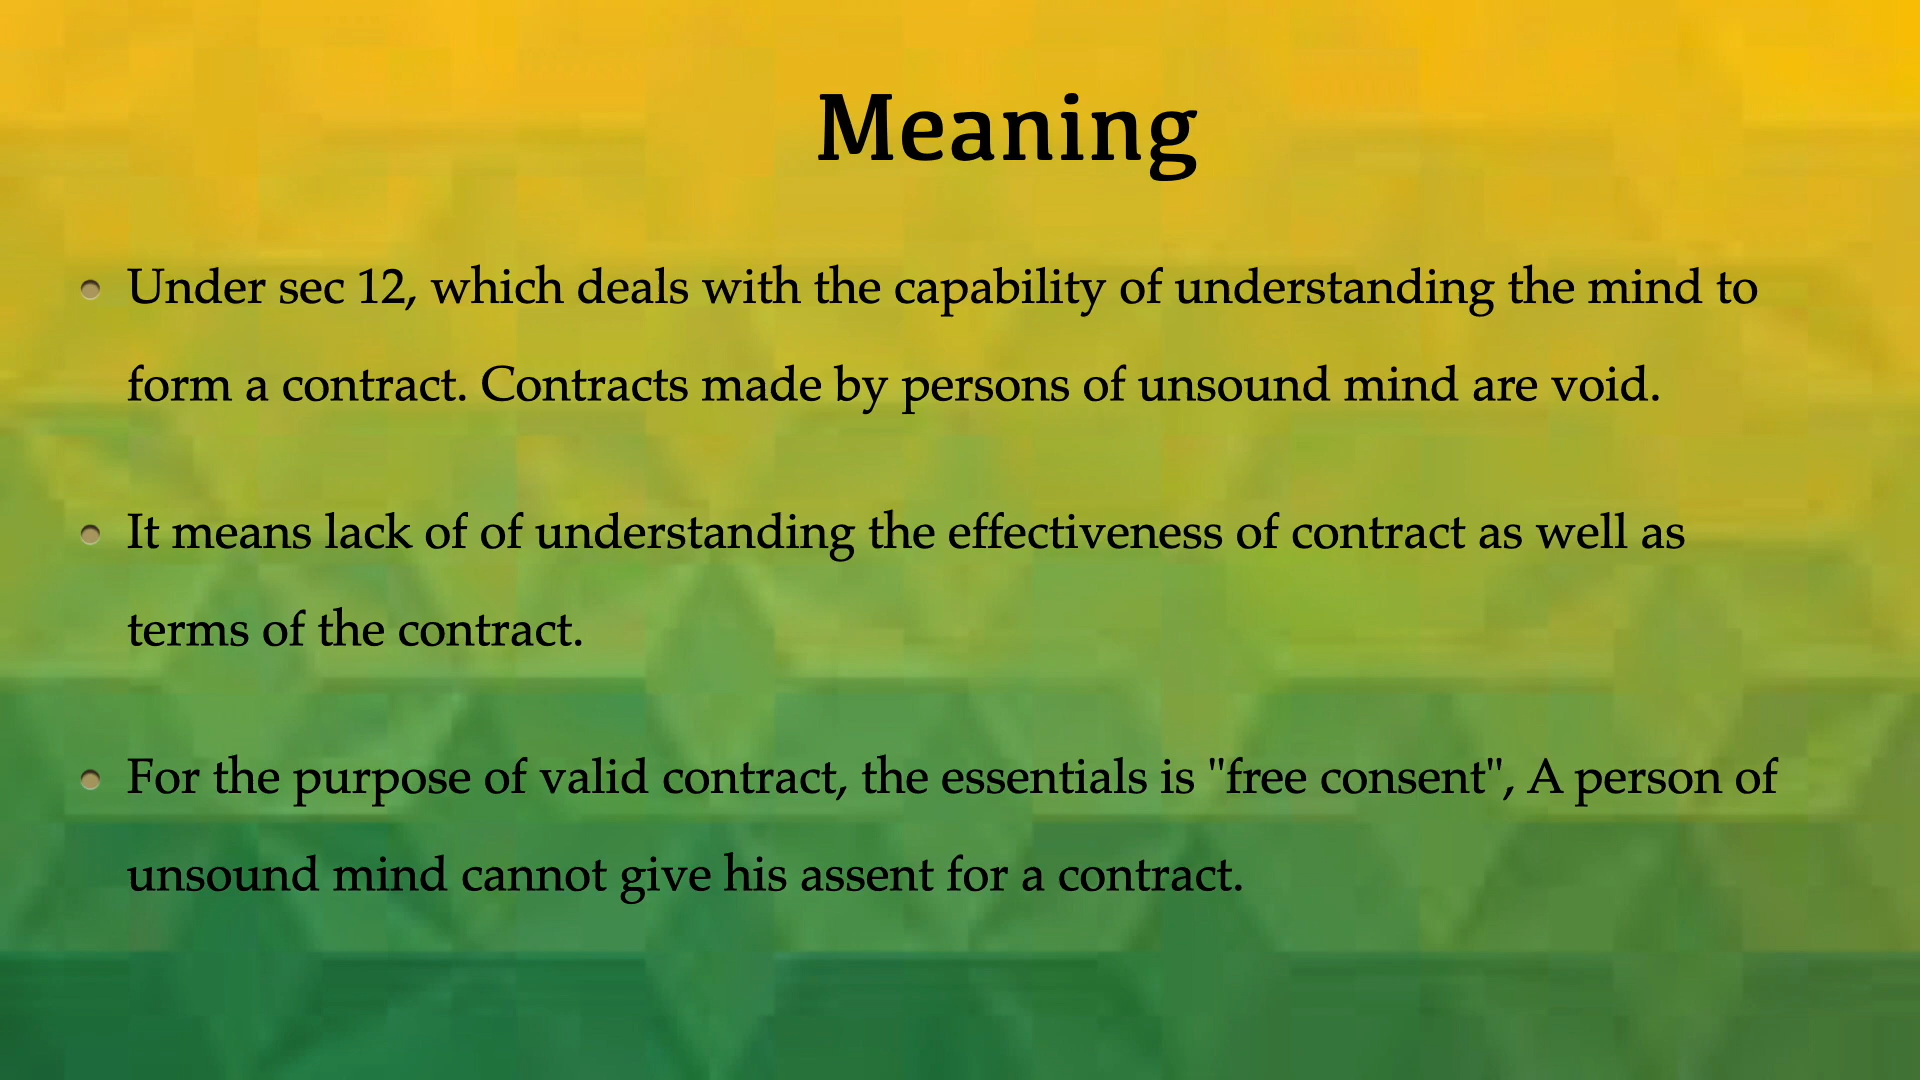 Meaning
Under sec 12, which deals with the capability of understanding the mind to
form a contract. Contracts made by persons of unsound mind are void.
It means lack of of understanding the effectiveness of contract as well as
terms of the contract.
For the purpose of valid contract, the essentials is "free consent", A person of
unsound mind cannot give his assent for a contract.